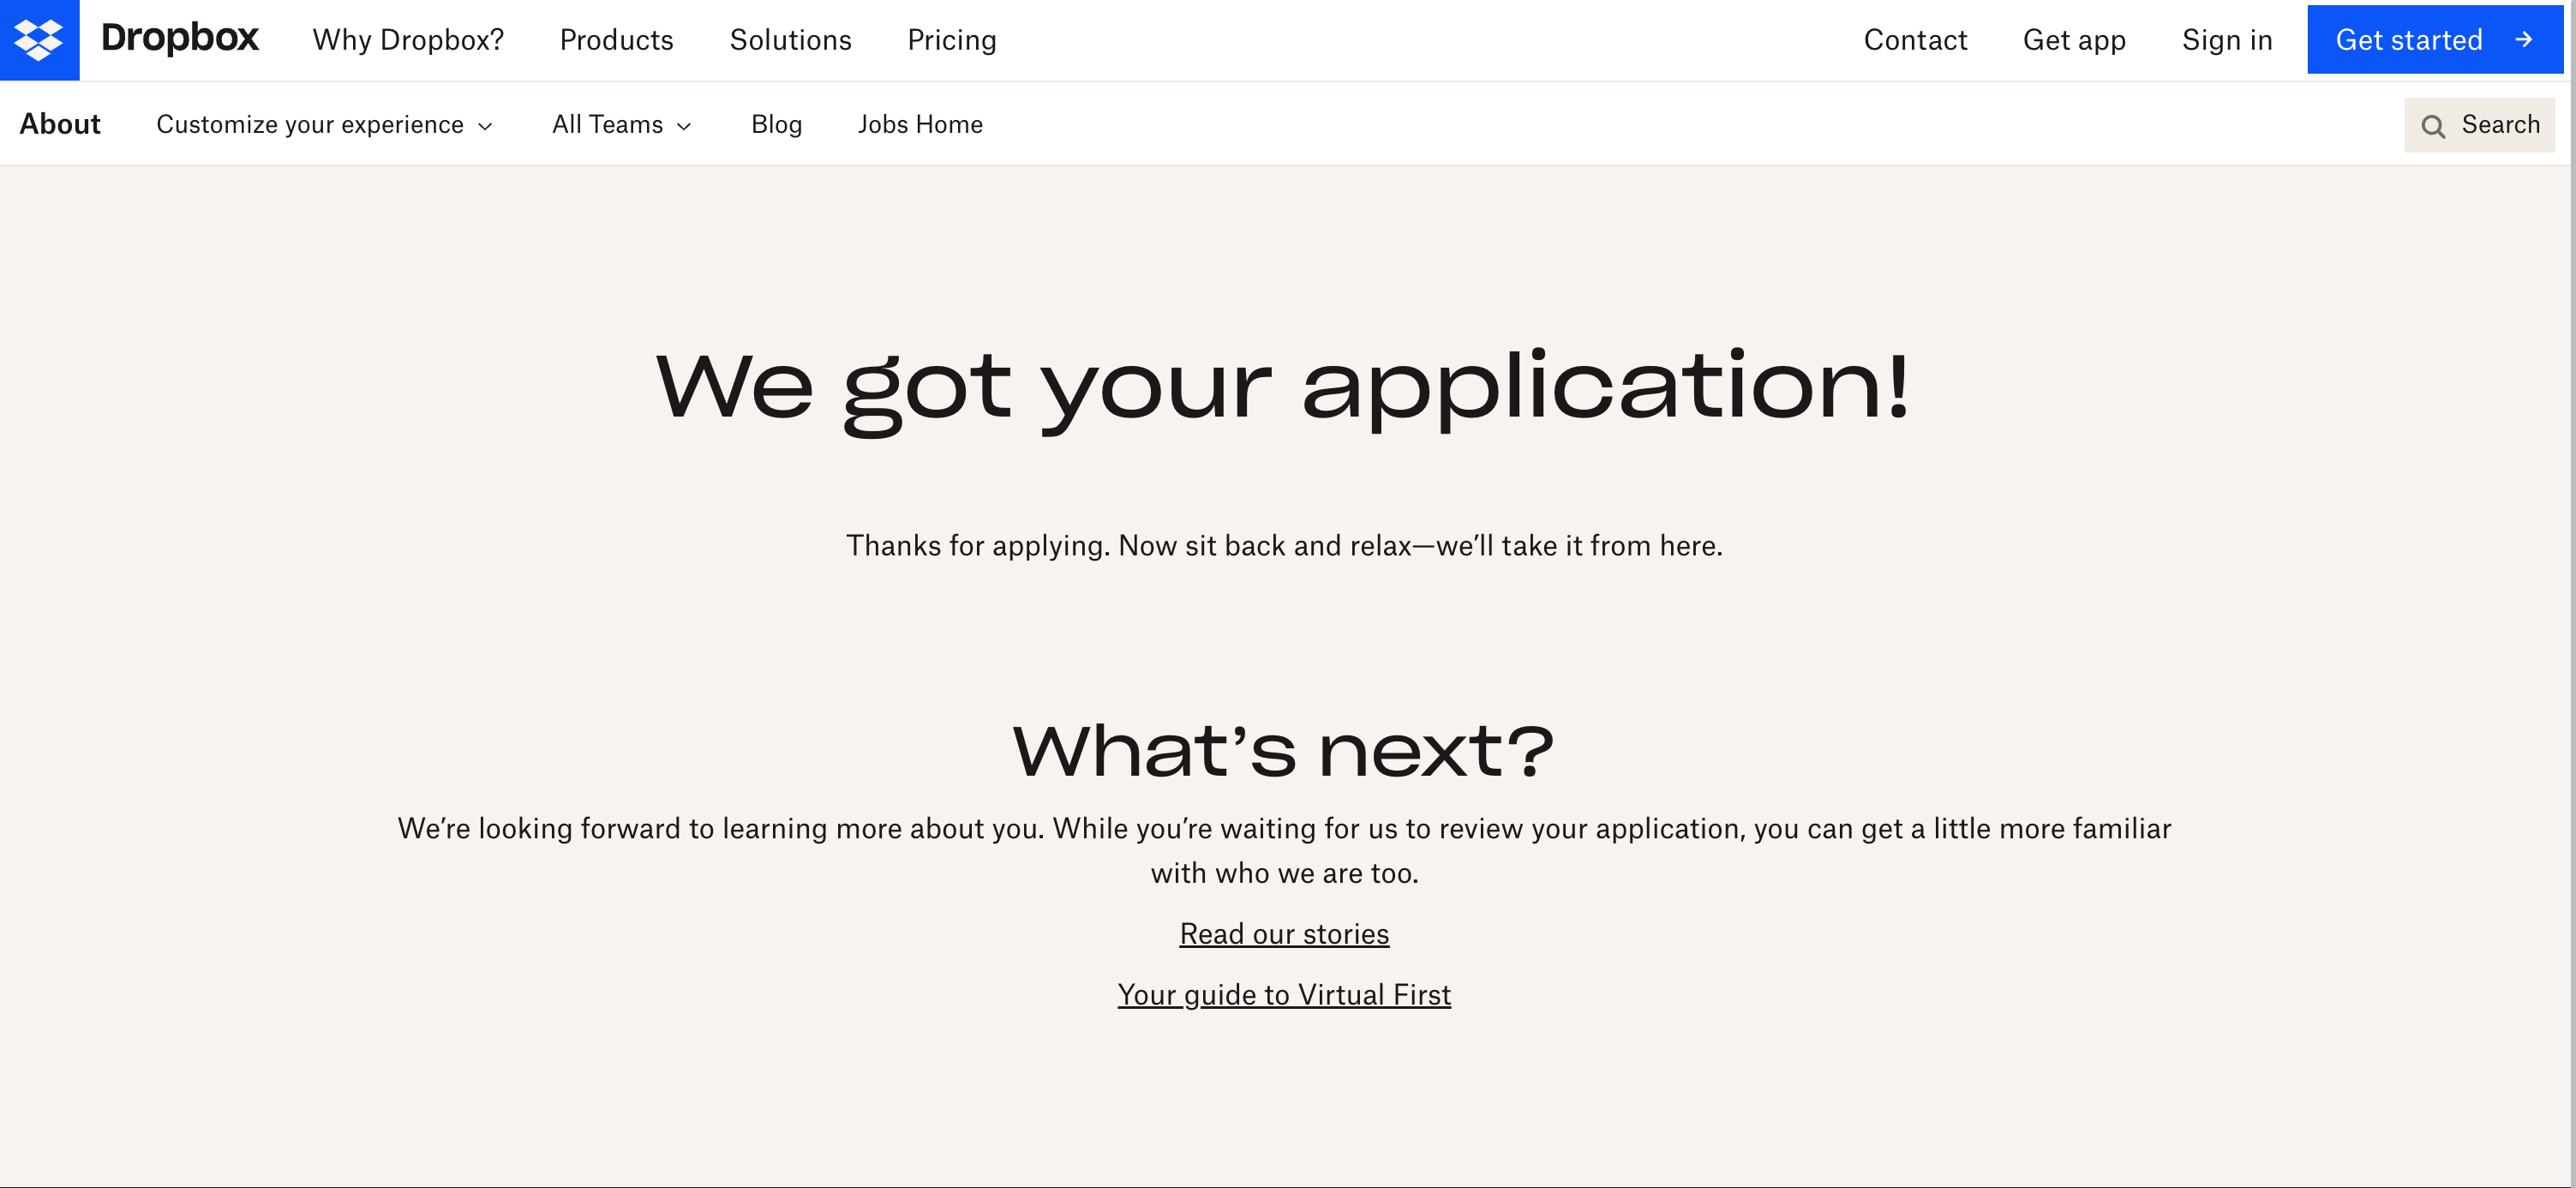 Dropbox Why Dropbox? Products Solutions Pricing Contact Get app Sign in Get started
About Customize your experience All Teams Blog Jobs Home Search
We got your application!
Thanks for applying. Now sit back and relax—we’ll take it from here.
What’s next?
We’re looking forward to learning more about you. While you’re waiting for us to review your application, you can get a little more familiar
with who we are too.
Read our stories
Your guide to Virtual First